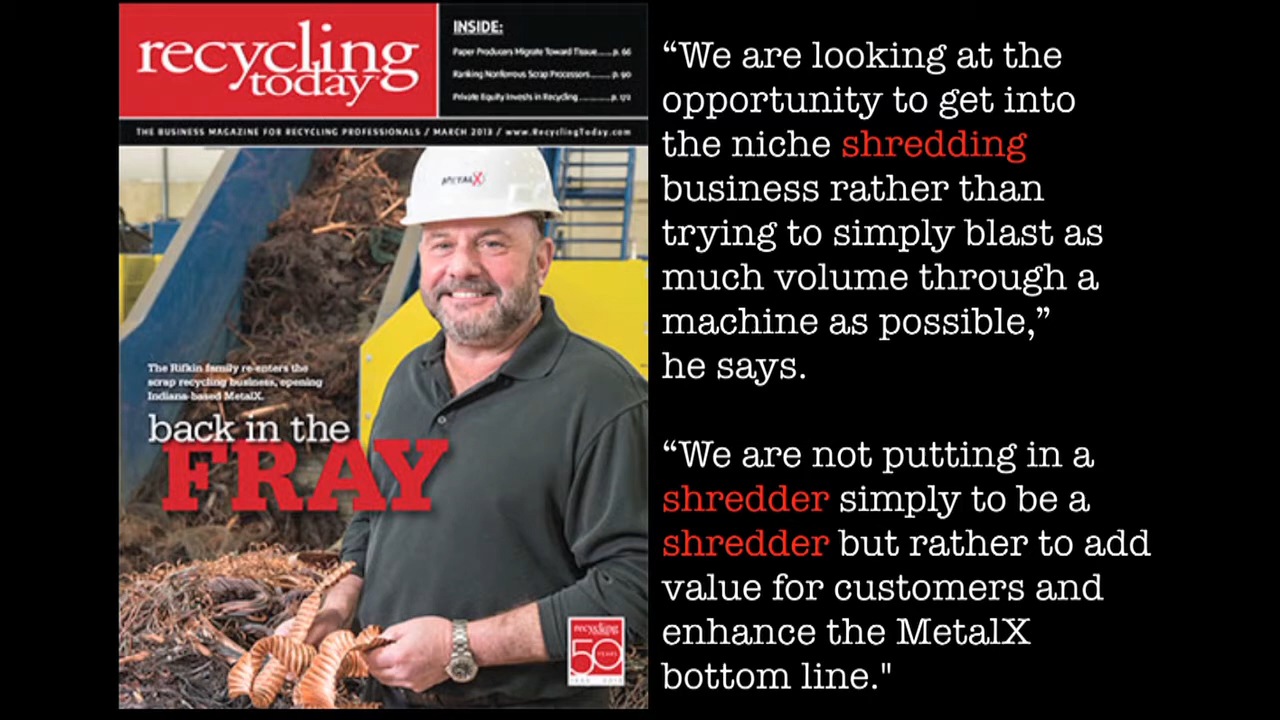 recycling
today
INSIDE:
Paper Producers Migrate Toward Tissue......p. 66
Ranking Nonferrous Scrap Processors..........p. 90
Private Equity Invests in Recycling..............p. 172
THE BUSINESS MAGAZINE FOR RECYCLING PROFESSIONALS / MARCH 2013 / www.RecyclingToday.com
METALX
The Rifkin family re-enters the
scrap recycling business, opening
Indiana-based MetalX.
back in the
FRAY
recycling
today
50
YEARS
“We are looking at the
opportunity to get into
the niche shredding
business rather than
trying to simply blast as
much volume through a
machine as possible,”
he says.
“We are not putting in a
shredder simply to be a
shredder but rather to add
value for customers and
enhance the MetalX
bottom line."